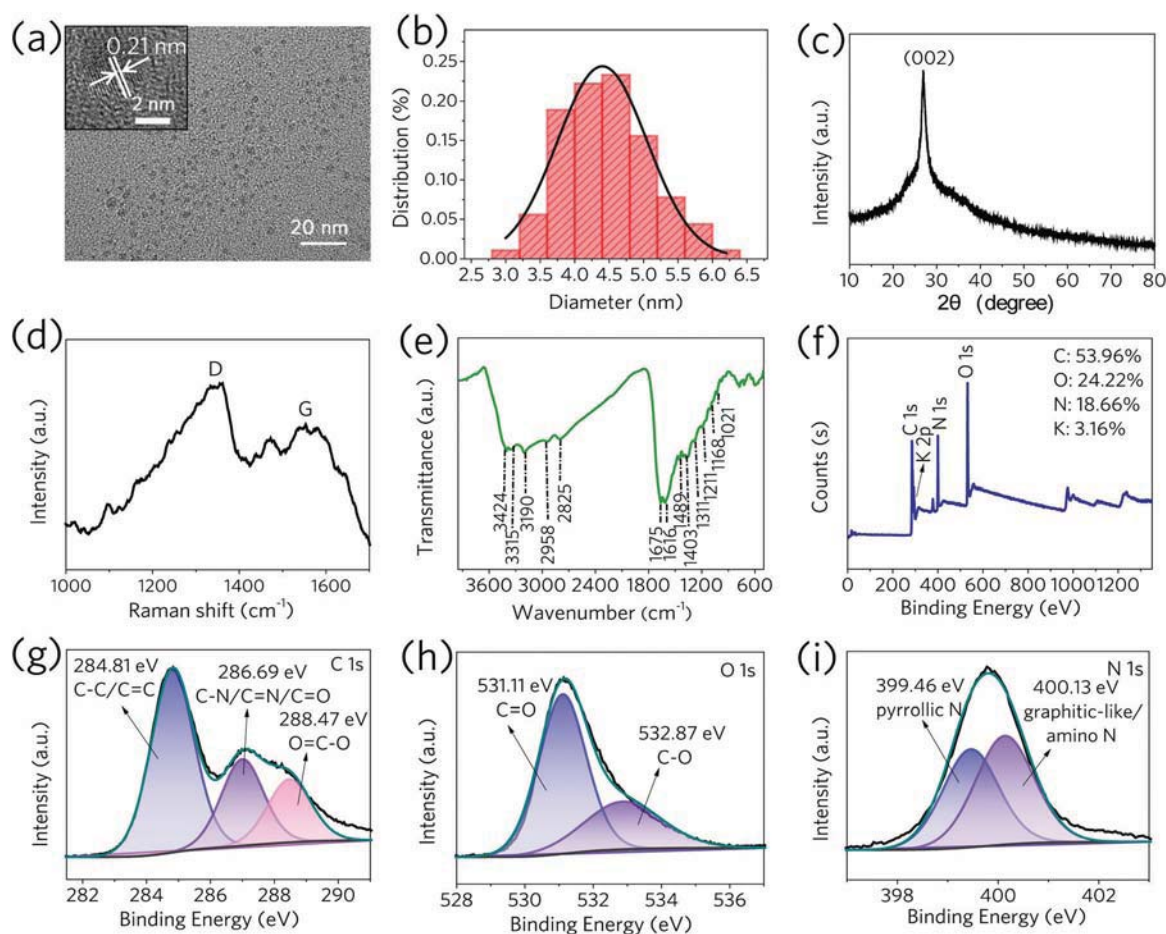 (a)
0.21 nm
2 nm
20 nm
(b)
Distribution (%)
0.25
0.20
0.15
0.10
0.05
0.00
2.5 3.0 3.5 4.0 4.5 5.0 5.5 6.0 6.5
Diameter (nm)
(c)
(002)
Intensity (a.u.)
10 20 30 40 50 60 70 80
2θ (degree)
(d)
D
G
Intensity (a.u.)
1000 1200 1400 1600
Raman shift (cm⁻¹)
(e)
Transmittance (a.u.)
3424
3315
3190
2958
2825
1675
1616
1489
1403
1311
1211
1168
1021
3600 3000 2400 1800 1200 600
Wavenumber (cm⁻¹)
(f)
C 1s
K 2p
N 1s
O 1s
C: 53.96%
O: 24.22%
N: 18.66%
K: 3.16%
Counts (s)
0 200 400 600 800 1000 1200
Binding Energy (eV)
(g)
C 1s
284.81 eV
C-C/C=C
286.69 eV
C-N/C=N/C=O
288.47 eV
O=C-O
Intensity (a.u.)
282 284 286 288 290
Binding Energy (eV)
(h)
O 1s
531.11 eV
C=O
532.87 eV
C-O
Intensity (a.u.)
528 530 532 534 536
Binding Energy (eV)
(i)
N 1s
399.46 eV
pyrrollic N
400.13 eV
graphitic-like/
amino N
Intensity (a.u.)
398 400 402
Binding Energy (eV)